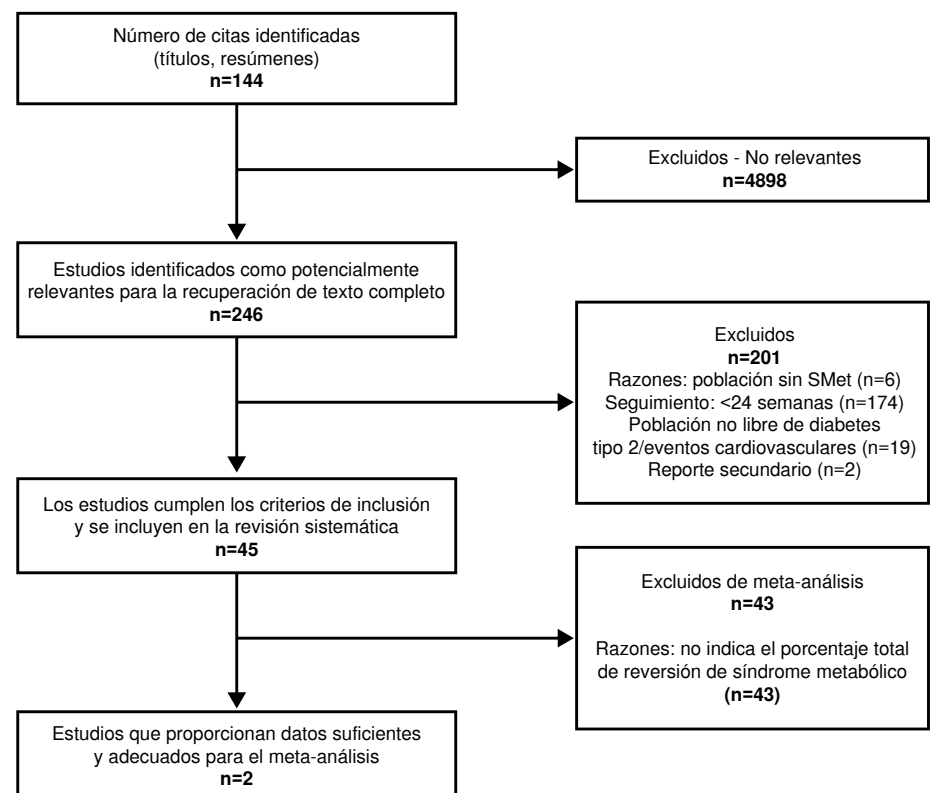 Número de citas identificadas
(títulos, resúmenes)
n=144
Excluidos - No relevantes
n=4898
Estudios identificados como potencialmente
relevantes para la recuperación de texto completo
n=246
Excluidos
n=201
Razones: población sin SMet (n=6)
Seguimiento: <24 semanas (n=174)
Población no libre de diabetes
tipo 2/eventos cardiovasculares (n=19)
Reporte secundario (n=2)
Los estudios cumplen los criterios de inclusión
y se incluyen en la revisión sistemática
n=45
Excluidos de meta-análisis
n=43
Razones: no indica el porcentaje total
de reversión de síndrome metabólico
(n=43)
Estudios que proporcionan datos suficientes
y adecuados para el meta-análisis
n=2